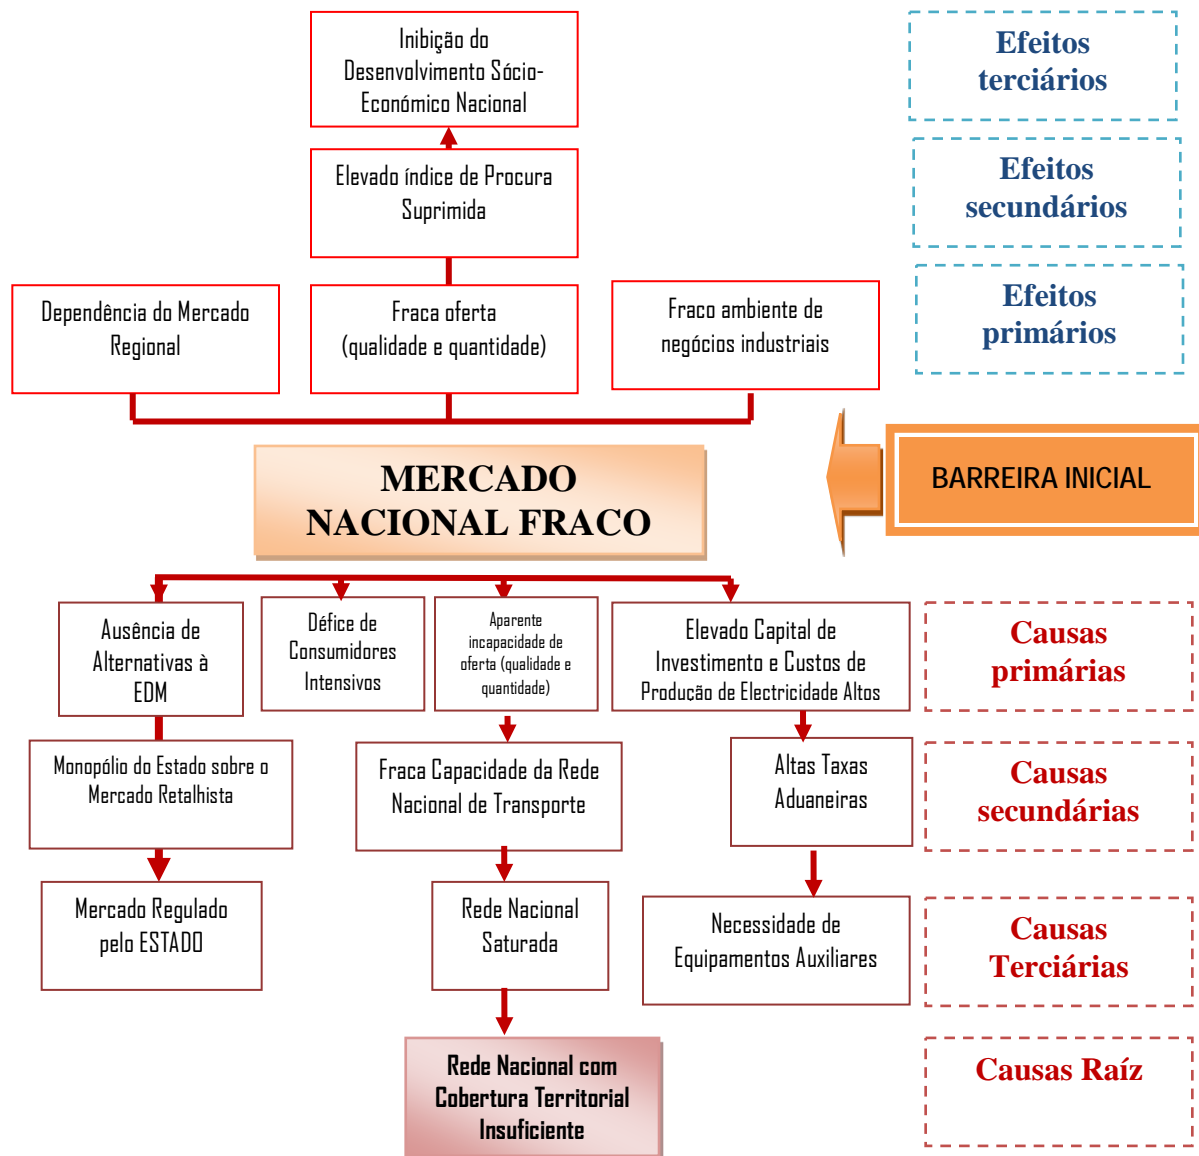 Inibição do
Desenvolvimento Sócio-
Económico Nacional
Efeitos
terciários
Elevado índice de Procura
Suprimida
Efeitos
secundários
Dependência do Mercado
Regional
Fraca oferta
(qualidade e quantidade)
Fraco ambiente de
negócios industriais
Efeitos
primários
MERCADO
NACIONAL FRACO
BARREIRA INICIAL
Ausência de
Alternativas à
EDM
Défice de
Consumidores
Intensivos
Aparente
incapacidade de
oferta (qualidade e
quantidade)
Elevado Capital de
Investimento e Custos de
Produção de Electricidade Altos
Causas
primárias
Monopólio do Estado sobre o
Mercado Retalhista
Fraca Capacidade da Rede
Nacional de Transporte
Altas Taxas
Aduaneiras
Causas
secundárias
Mercado Regulado
pelo ESTADO
Rede Nacional
Saturada
Necessidade de
Equipamentos Auxiliares
Causas
Terciárias
Rede Nacional com
Cobertura Territorial
Insuficiente
Causas Raíz